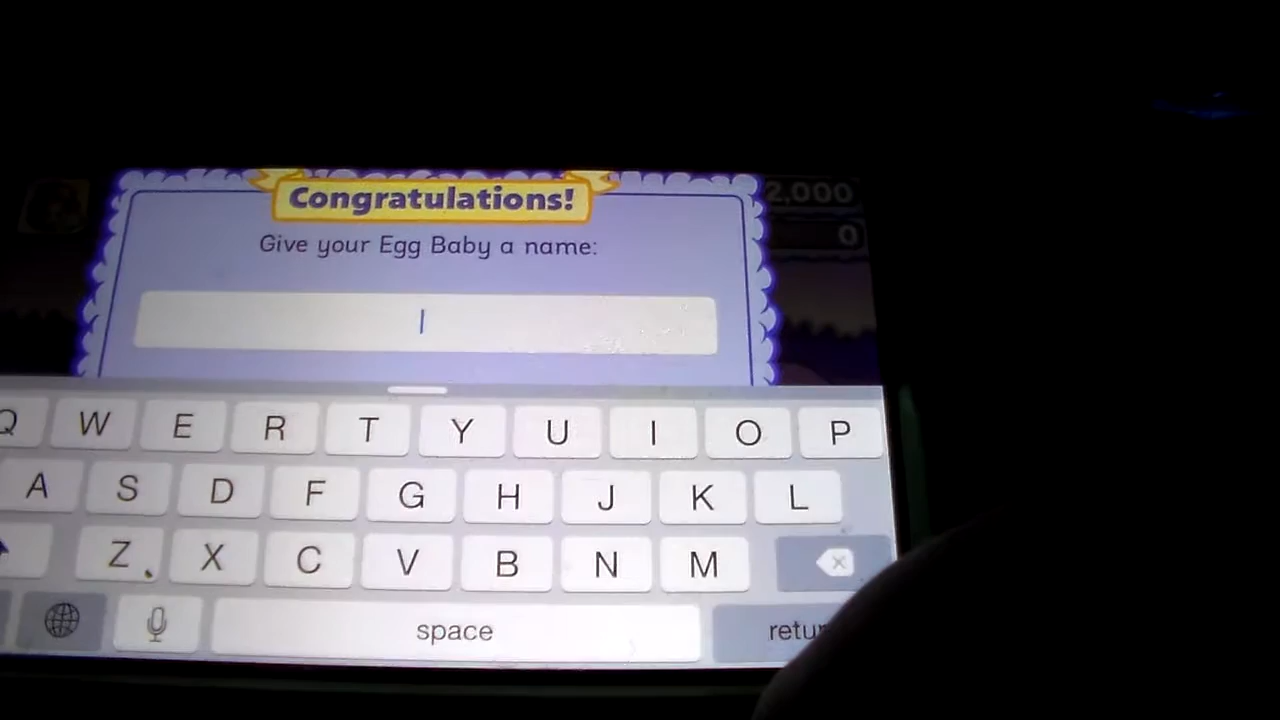 2,000
Congratulations!
0
Give your Egg Baby a name:
Q W E R T Y U I O P
A S D F G H J K L
Z X C V B N M
space